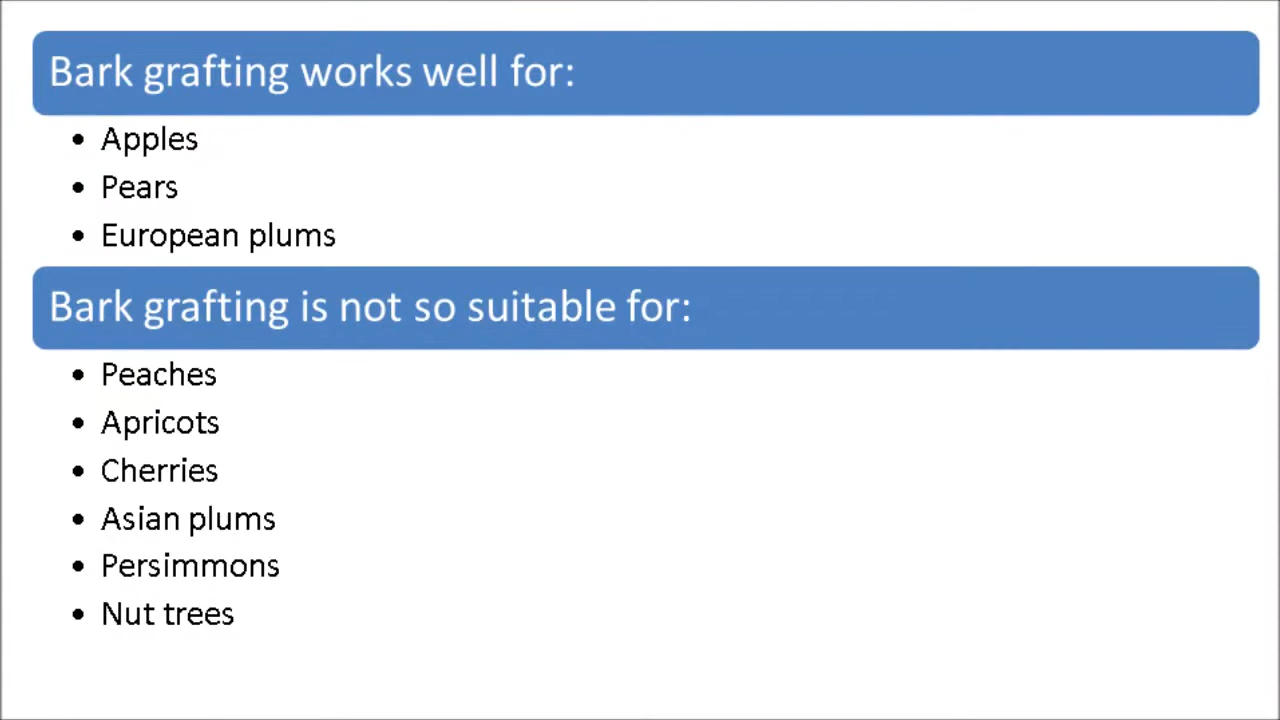 Bark grafting works well for:
• Apples
• Pears
• European plums
Bark grafting is not so suitable for:
• Peaches
• Apricots
• Cherries
• Asian plums
• Persimmons
• Nut trees